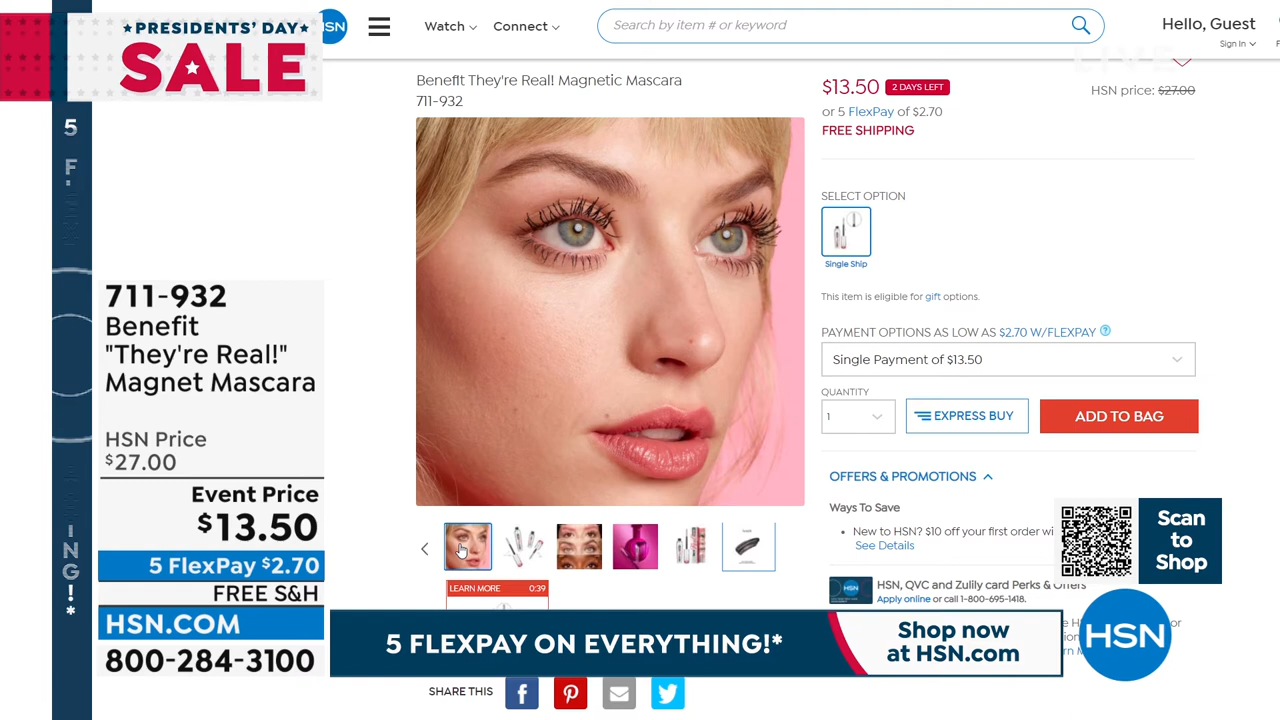 PRESIDENTS' DAY
SALE
HSN
Watch
Connect
Search by item # or keyword
Hello, Guest
Sign In
LIVE
5
F
I
N
G
!
*
Benefit They're Real! Magnetic Mascara
711-932
$13.50
2 DAYS LEFT
HSN price: $27.00
or 5 FlexPay of $2.70
FREE SHIPPING
SELECT OPTION
Single Ship
This item is eligible for gift options.
PAYMENT OPTIONS AS LOW AS $2.70 W/FLEXPAY ?
Single Payment of $13.50
QUANTITY
1
EXPRESS BUY
ADD TO BAG
OFFERS & PROMOTIONS
Ways To Save
New to HSN? $10 off your first order wi
See Details
HSN, QVC and Zulily card Perks & Offers
Apply online or call 1-800-695-1418.
Scan
to
Shop
LEARN MORE 0:39
711-932
Benefit
"They're Real!"
Magnet Mascara
HSN Price
$27.00
Event Price
$13.50
5 FlexPay $2.70
FREE S&H
HSN.COM
800-284-3100
5 FLEXPAY ON EVERYTHING!*
Shop now
at HSN.com
HSN
SHARE THIS